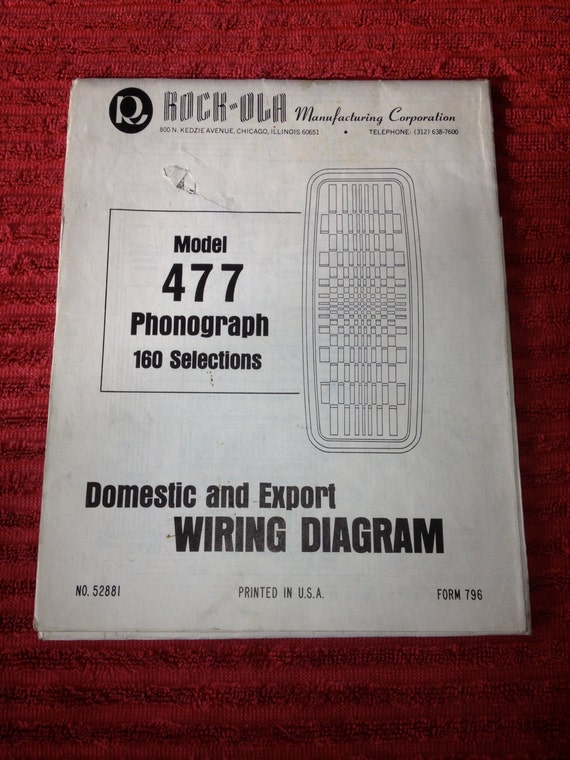 R ROCK-OLA Manufacturing Corporation
800 N. KEDZIE AVENUE, CHICAGO, ILLINOIS 60651 • TELEPHONE: (312) 638-7600
Model
477
Phonograph
160 Selections
Domestic and Export
WIRING DIAGRAM
NO. 52881 PRINTED IN U.S.A. FORM 796